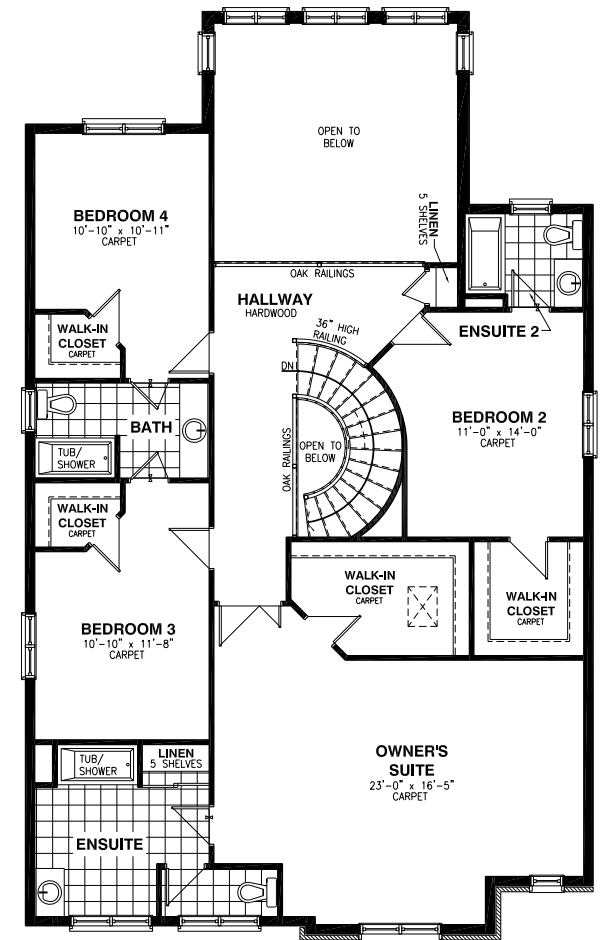 OPEN TO
BELOW
BEDROOM 4
10'-10" x 10'-11"
CARPET
LINEN
5 SHELVES
OAK RAILINGS
HALLWAY
HARDWOOD
36" HIGH
RAILING
ENSUITE 2
WALK-IN
CLOSET
CARPET
DN
BATH
BEDROOM 2
11'-0" x 14'-0"
CARPET
TUB/
SHOWER
OAK RAILINGS
OPEN TO
BELOW
WALK-IN
CLOSET
CARPET
WALK-IN
CLOSET
CARPET
WALK-IN
CLOSET
CARPET
BEDROOM 3
10'-10" x 11'-8"
CARPET
TUB/
SHOWER
LINEN
5 SHELVES
OWNER'S
SUITE
23'-0" x 16'-5"
CARPET
ENSUITE